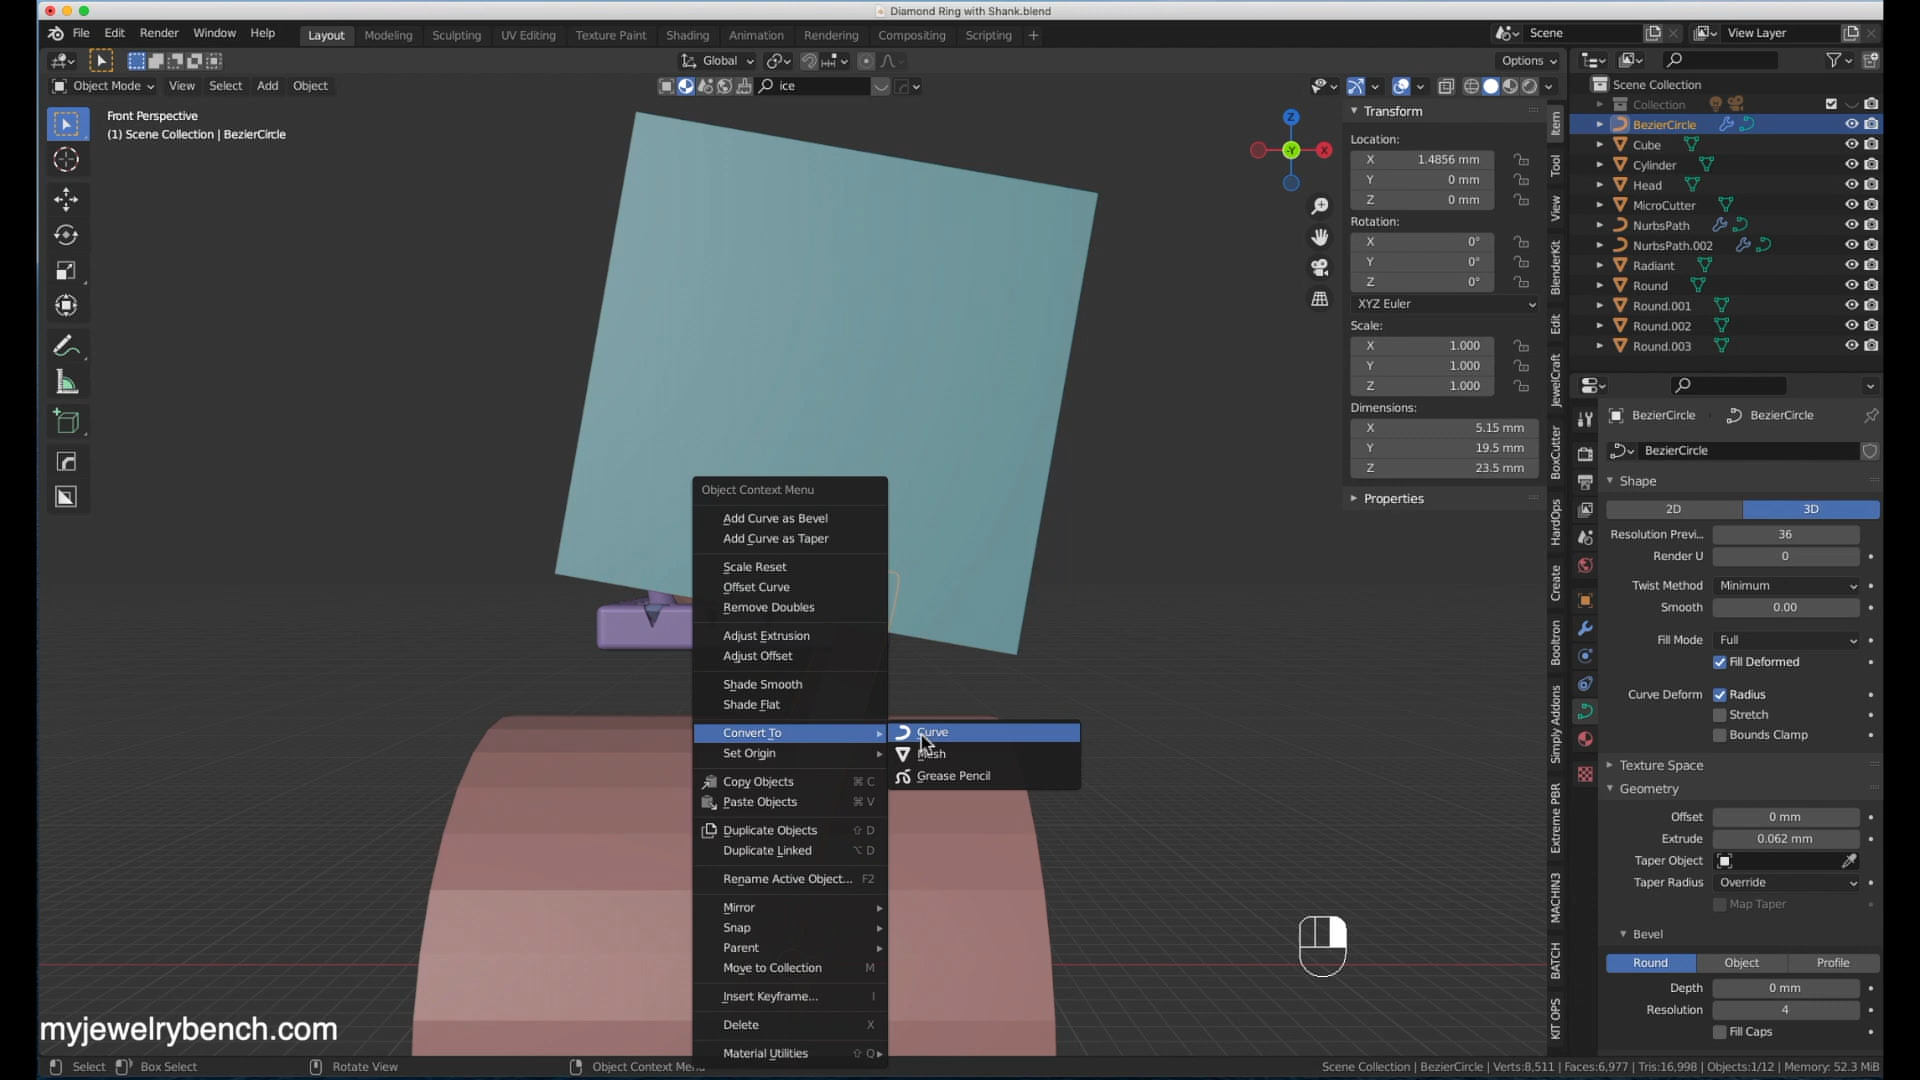 Diamond Ring with Shank.blend
File Edit Render Window Help
Layout Modeling Sculpting UV Editing Texture Paint Shading Animation Rendering Compositing Scripting +
Scene
View Layer
Global
Options
Object Mode View Select Add Object
ice
Front Perspective
(1) Scene Collection | BezierCircle
Z
X
-Y
Transform
Location:
X 1.4856 mm
Y 0 mm
Z 0 mm
Rotation:
X 0°
Y 0°
Z 0°
XYZ Euler
Scale:
X 1.000
Y 1.000
Z 1.000
Dimensions:
X 5.15 mm
Y 19.5 mm
Z 23.5 mm
Properties
Item
Tool
View
BlenderKit
Edit
JewelCraft
BoxCutter
HardOps
Create
Booltron
Simply Addons
Extreme PBR
MACHIN3
BATCH
KIT OPS
Scene Collection
Collection
BezierCircle
Cube
Cylinder
Head
MicroCutter
NurbsPath
NurbsPath.002
Radiant
Round
Round.001
Round.002
Round.003
BezierCircle BezierCircle
BezierCircle
Shape
2D 3D
Resolution Previ... 36
Render U 0
Twist Method Minimum
Smooth 0.00
Fill Mode Full
Fill Deformed
Curve Deform Radius
Stretch
Bounds Clamp
Texture Space
Geometry
Offset 0 mm
Extrude 0.062 mm
Taper Object
Taper Radius Override
Map Taper
Bevel
Round Object Profile
Depth 0 mm
Resolution 4
Fill Caps
Object Context Menu
Add Curve as Bevel
Add Curve as Taper
Scale Reset
Offset Curve
Remove Doubles
Adjust Extrusion
Adjust Offset
Shade Smooth
Shade Flat
Convert To
Set Origin
Copy Objects ⌘ C
Paste Objects ⌘ V
Duplicate Objects ⇧ D
Duplicate Linked ⌥ D
Rename Active Object... F2
Mirror
Snap
Parent
Move to Collection M
Insert Keyframe... I
Delete X
Material Utilities ⇧ Q
Curve
Mesh
Grease Pencil
myjewelrybench.com
Select Box Select Rotate View Object Context Menu
Scene Collection | BezierCircle | Verts:8,511 | Faces:6,977 | Tris:16,998 | Objects:1/12 | Memory: 52.3 MiB